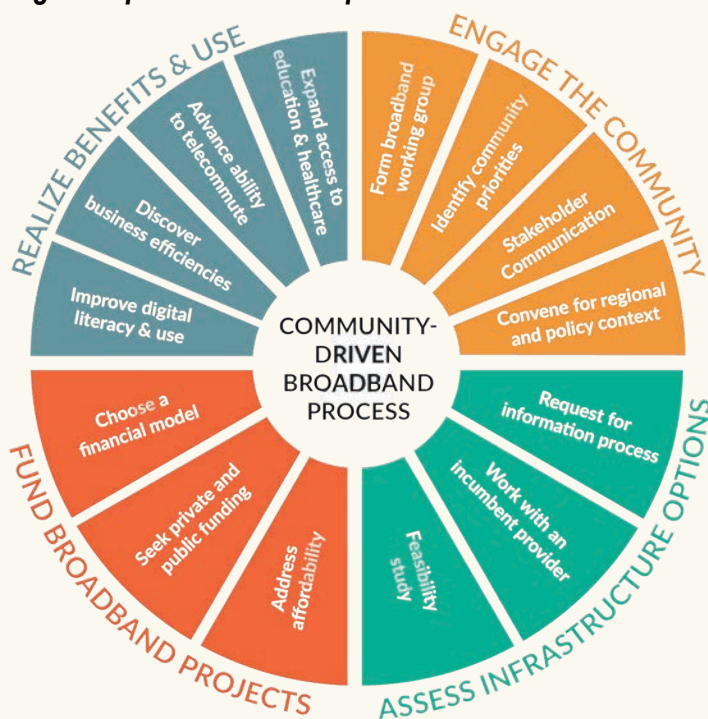 COMMUNITY-
DRIVEN
BROADBAND
PROCESS
ENGAGE THE COMMUNITY
Form broadband
working group
Identify community
priorities
Stakeholder
Communication
Convene for regional
and policy context
ASSESS INFRASTRUCTURE OPTIONS
Request for
information process
Work with an
incumbent provider
Feasibility
study
FUND BROADBAND PROJECTS
Address
affordability
Seek private and
public funding
Choose a
financial model
REALIZE BENEFITS & USE
Improve digital
literacy & use
Discover
business efficiencies
Advance ability
to telecommute
Expand access to
education & healthcare